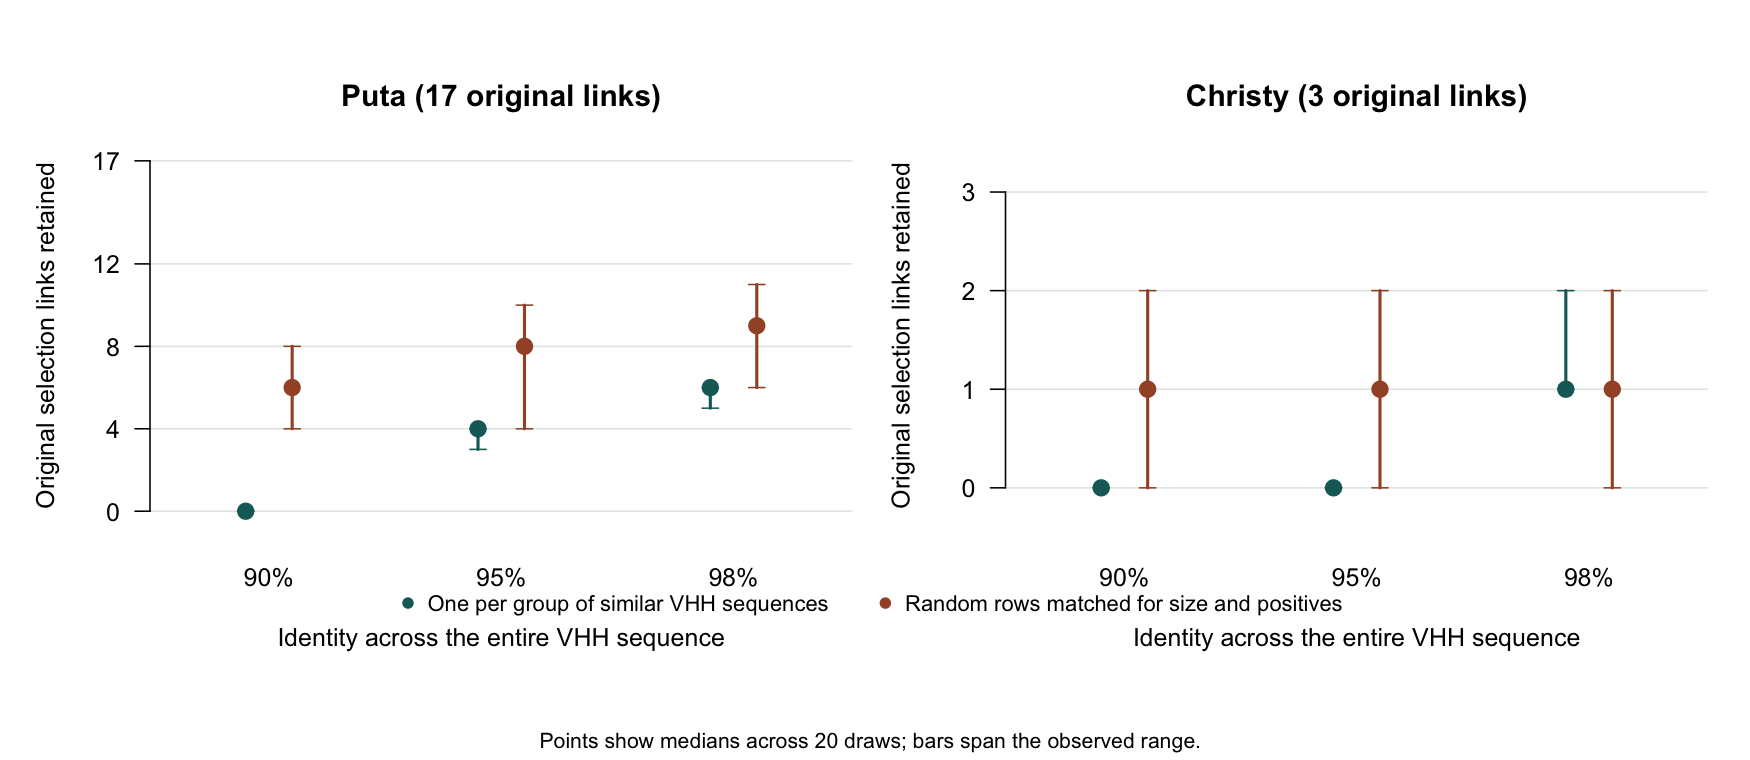 Puta (17 original links)
Original selection links retained
17
12
8
4
0
90%
95%
98%
Identity across the entire VHH sequence
Christy (3 original links)
Original selection links retained
3
2
1
0
90%
95%
98%
Identity across the entire VHH sequence
One per group of similar VHH sequences
Random rows matched for size and positives
Points show medians across 20 draws; bars span the observed range.